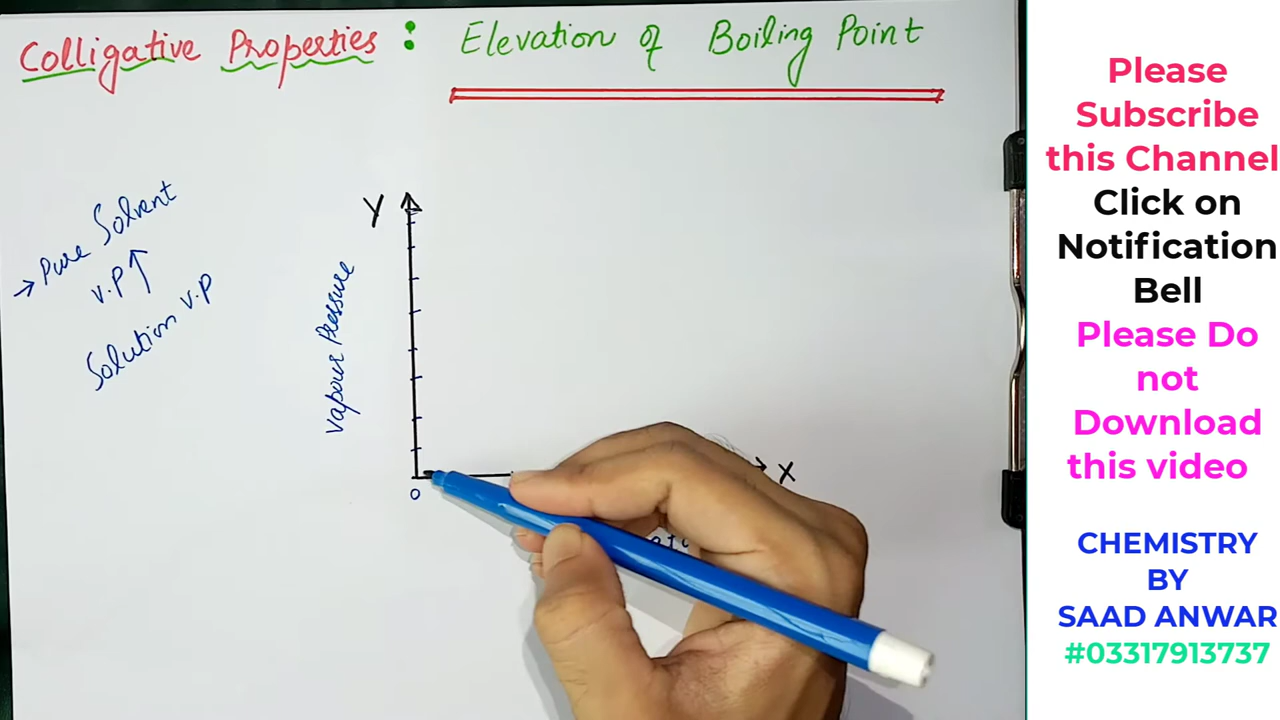 Colligative Properties : Elevation of Boiling Point
→ Pure Solvent
V.P ↑
Solution V.P
Y
Vapour Pressure
X
0
Please
Subscribe
this Channel
Click on
Notification
Bell
Please Do
not
Download
this video
CHEMISTRY
BY
SAAD ANWAR
#03317913737